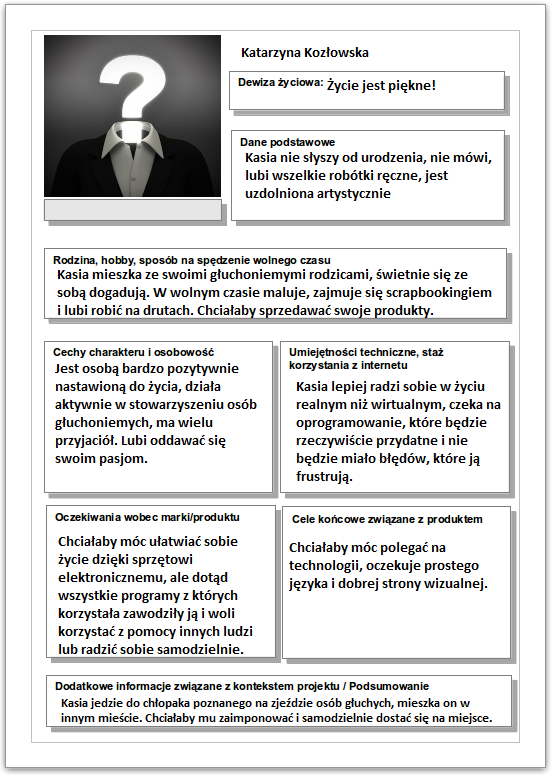 ?
Katarzyna Kozłowska
Dewiza życiowa: Życie jest piękne!
Dane podstawowe
Kasia nie słyszy od urodzenia, nie mówi,
lubi wszelkie robótki ręczne, jest
uzdolniona artystycznie
Rodzina, hobby, sposób na spędzenie wolnego czasu
Kasia mieszka ze swoimi głuchoniemymi rodzicami, świetnie się ze
sobą dogadują. W wolnym czasie maluje, zajmuje się scrapbookingiem
i lubi robić na drutach. Chciałaby sprzedawać swoje produkty.
Cechy charakteru i osobowość
Jest osobą bardzo pozytywnie
nastawioną do życia, działa
aktywnie w stowarzyszeniu osób
głuchoniemych, ma wielu
przyjaciół. Lubi oddawać się
swoim pasjom.
Umiejętności techniczne, staż
korzystania z internetu
Kasia lepiej radzi sobie w życiu
realnym niż wirtualnym, czeka na
oprogramowanie, które będzie
rzeczywiście przydatne i nie
będzie miało błędów, które ją
frustrują.
Oczekiwania wobec marki/produktu
Chciałaby móc ułatwiać sobie
życie dzięki sprzętowi
elektronicznemu, ale dotąd
wszystkie programy z których
korzystała zawodziły ją i woli
korzystać z pomocy innych ludzi
lub radzić sobie samodzielnie.
Cele końcowe związane z produktem
Chciałaby móc polegać na
technologii, oczekuje prostego
języka i dobrej strony wizualnej.
Dodatkowe informacje związane z kontekstem projektu / Podsumowanie
Kasia jedzie do chłopaka poznanego na zjeździe osób głuchych, mieszka on w
innym mieście. Chciałaby mu zaimponować i samodzielnie dostać się na miejsce.